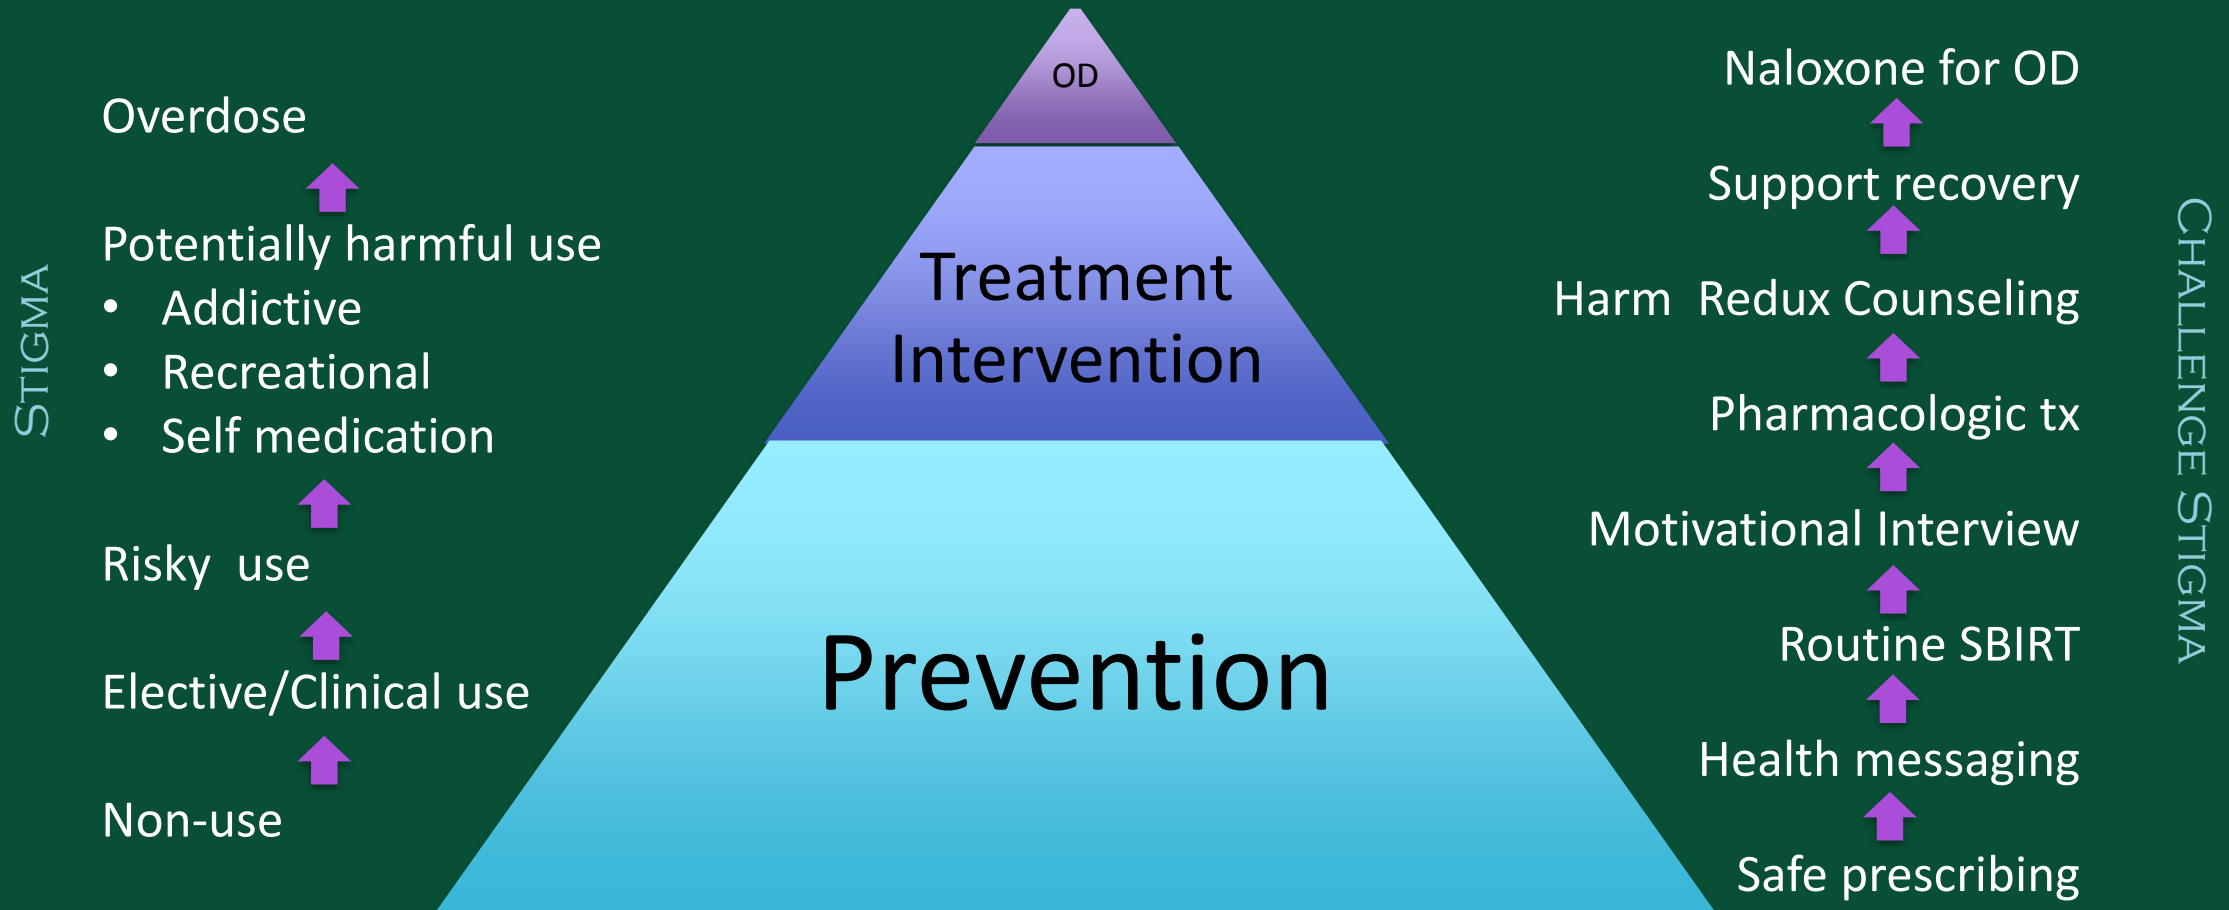 Stigma
Overdose
Potentially harmful use
• Addictive
• Recreational
• Self medication
Risky  use
Elective/Clinical use
Non-use
OD
Treatment
Intervention
Prevention
Naloxone for OD
Support recovery
Harm  Redux Counseling
Pharmacologic tx
Motivational Interview
Routine SBIRT
Health messaging
Safe prescribing
Challenge Stigma